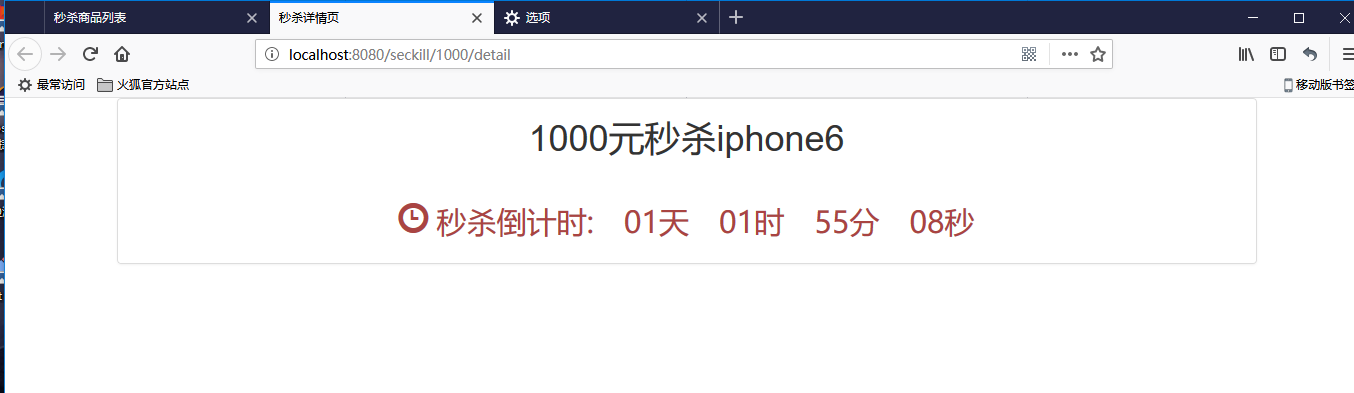 秒杀商品列表
秒杀详情页
选项
localhost:8080/seckill/1000/detail
最常访问
火狐官方站点
移动版书签
1000元秒杀iphone6
秒杀倒计时: 01天 01时 55分 08秒